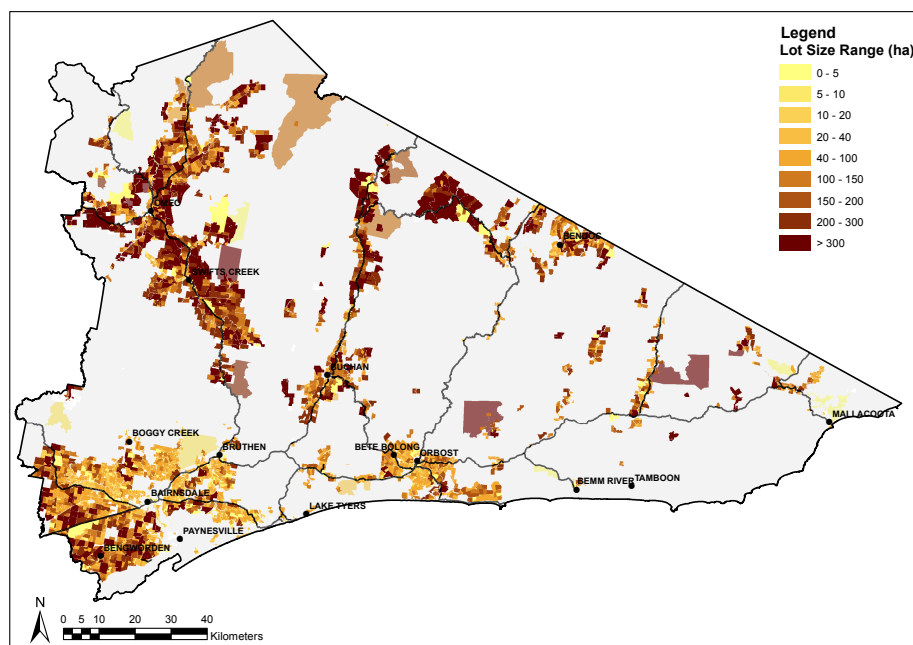 Legend
Lot Size Range (ha)
0 - 5
5 - 10
10 - 20
20 - 40
40 - 100
100 - 150
150 - 200
200 - 300
> 300
OMEO
BENDOC
SWIFTS CREEK
BUCHAN
MALLACOOTA
BOGGY CREEK
BRUTHEN
BETE BOLONG
ORBOST
BEMM RIVER
TAMBOON
BAIRNSDALE
LAKE TYERS
PAYNESVILLE
BENGWORDEN
N
0 5 10 20 30 40
Kilometers